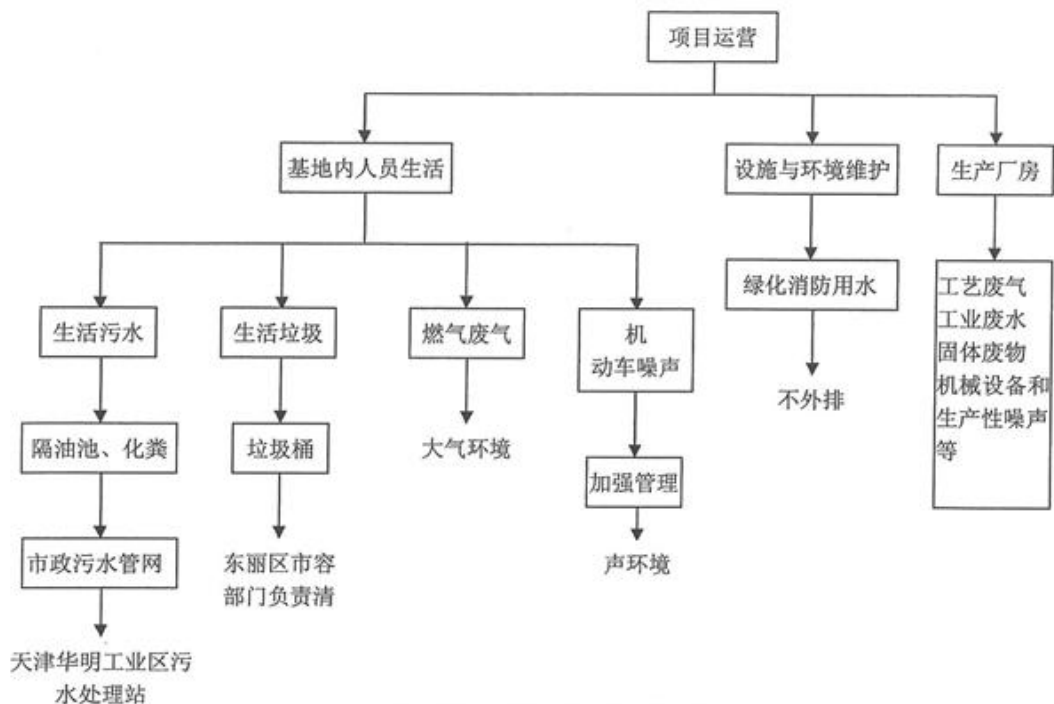 项目运营
基地内人员生活
设施与环境维护
生产厂房
生活污水
生活垃圾
燃气废气
机
动车噪声
绿化消防用水
工艺废气
工业废水
固体废物
机械设备和
生产性噪声
等
隔油池、化粪
垃圾桶
大气环境
加强管理
不外排
市政污水管网
东丽区市容
部门负责清
声环境
天津华明工业区污
水处理站